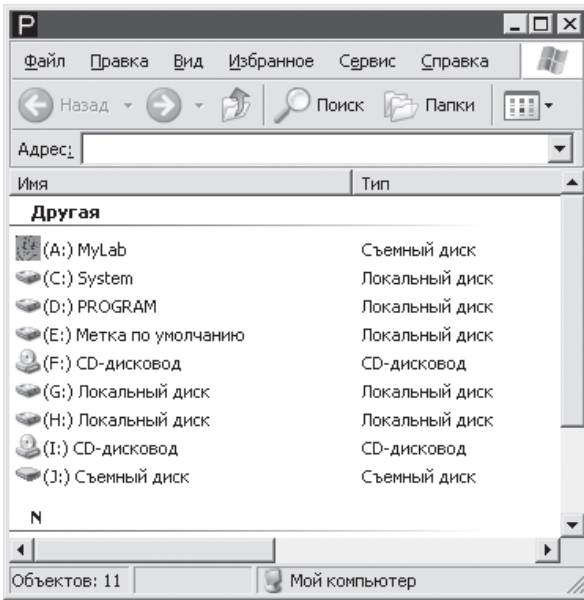 P
Файл Правка Вид Избранное Сервис Справка
Назад Поиск Папки
Адрес:
Имя Тип
Другая
(A:) MyLab Съемный диск
(C:) System Локальный диск
(D:) PROGRAM Локальный диск
(E:) Метка по умолчанию Локальный диск
(F:) CD-дисковод CD-дисковод
(G:) Локальный диск Локальный диск
(H:) Локальный диск Локальный диск
(I:) CD-дисковод CD-дисковод
(J:) Съемный диск Съемный диск
N
Объектов: 11 Мой компьютер